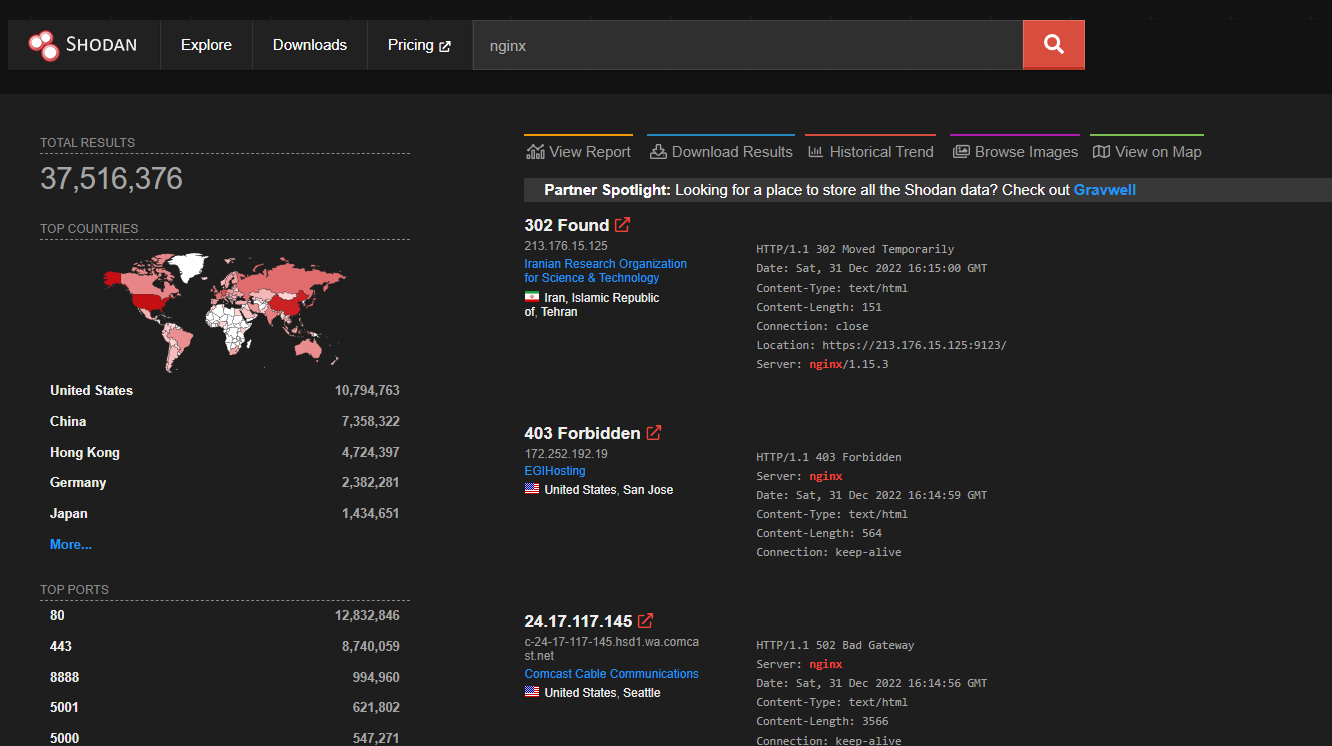 SHODAN
Explore
Downloads
Pricing
nginx
TOTAL RESULTS
37,516,376
TOP COUNTRIES
United States 10,794,763
China 7,358,322
Hong Kong 4,724,397
Germany 2,382,281
Japan 1,434,651
More...
TOP PORTS
80 12,832,846
443 8,740,059
8888 994,960
5001 621,802
5000 547,271
View Report
Download Results
Historical Trend
Browse Images
View on Map
Partner Spotlight: Looking for a place to store all the Shodan data? Check out Gravwell
302 Found
213.176.15.125
Iranian Research Organization
for Science & Technology
Iran, Islamic Republic
of, Tehran
HTTP/1.1 302 Moved Temporarily
Date: Sat, 31 Dec 2022 16:15:00 GMT
Content-Type: text/html
Content-Length: 151
Connection: close
Location: https://213.176.15.125:9123/
Server: nginx/1.15.3
403 Forbidden
172.252.192.19
EGIHosting
United States, San Jose
HTTP/1.1 403 Forbidden
Server: nginx
Date: Sat, 31 Dec 2022 16:14:59 GMT
Content-Type: text/html
Content-Length: 564
Connection: keep-alive
24.17.117.145
c-24-17-117-145.hsd1.wa.comca
st.net
Comcast Cable Communications
United States, Seattle
HTTP/1.1 502 Bad Gateway
Server: nginx
Date: Sat, 31 Dec 2022 16:14:56 GMT
Content-Type: text/html
Content-Length: 3566
Connection: keep-alive